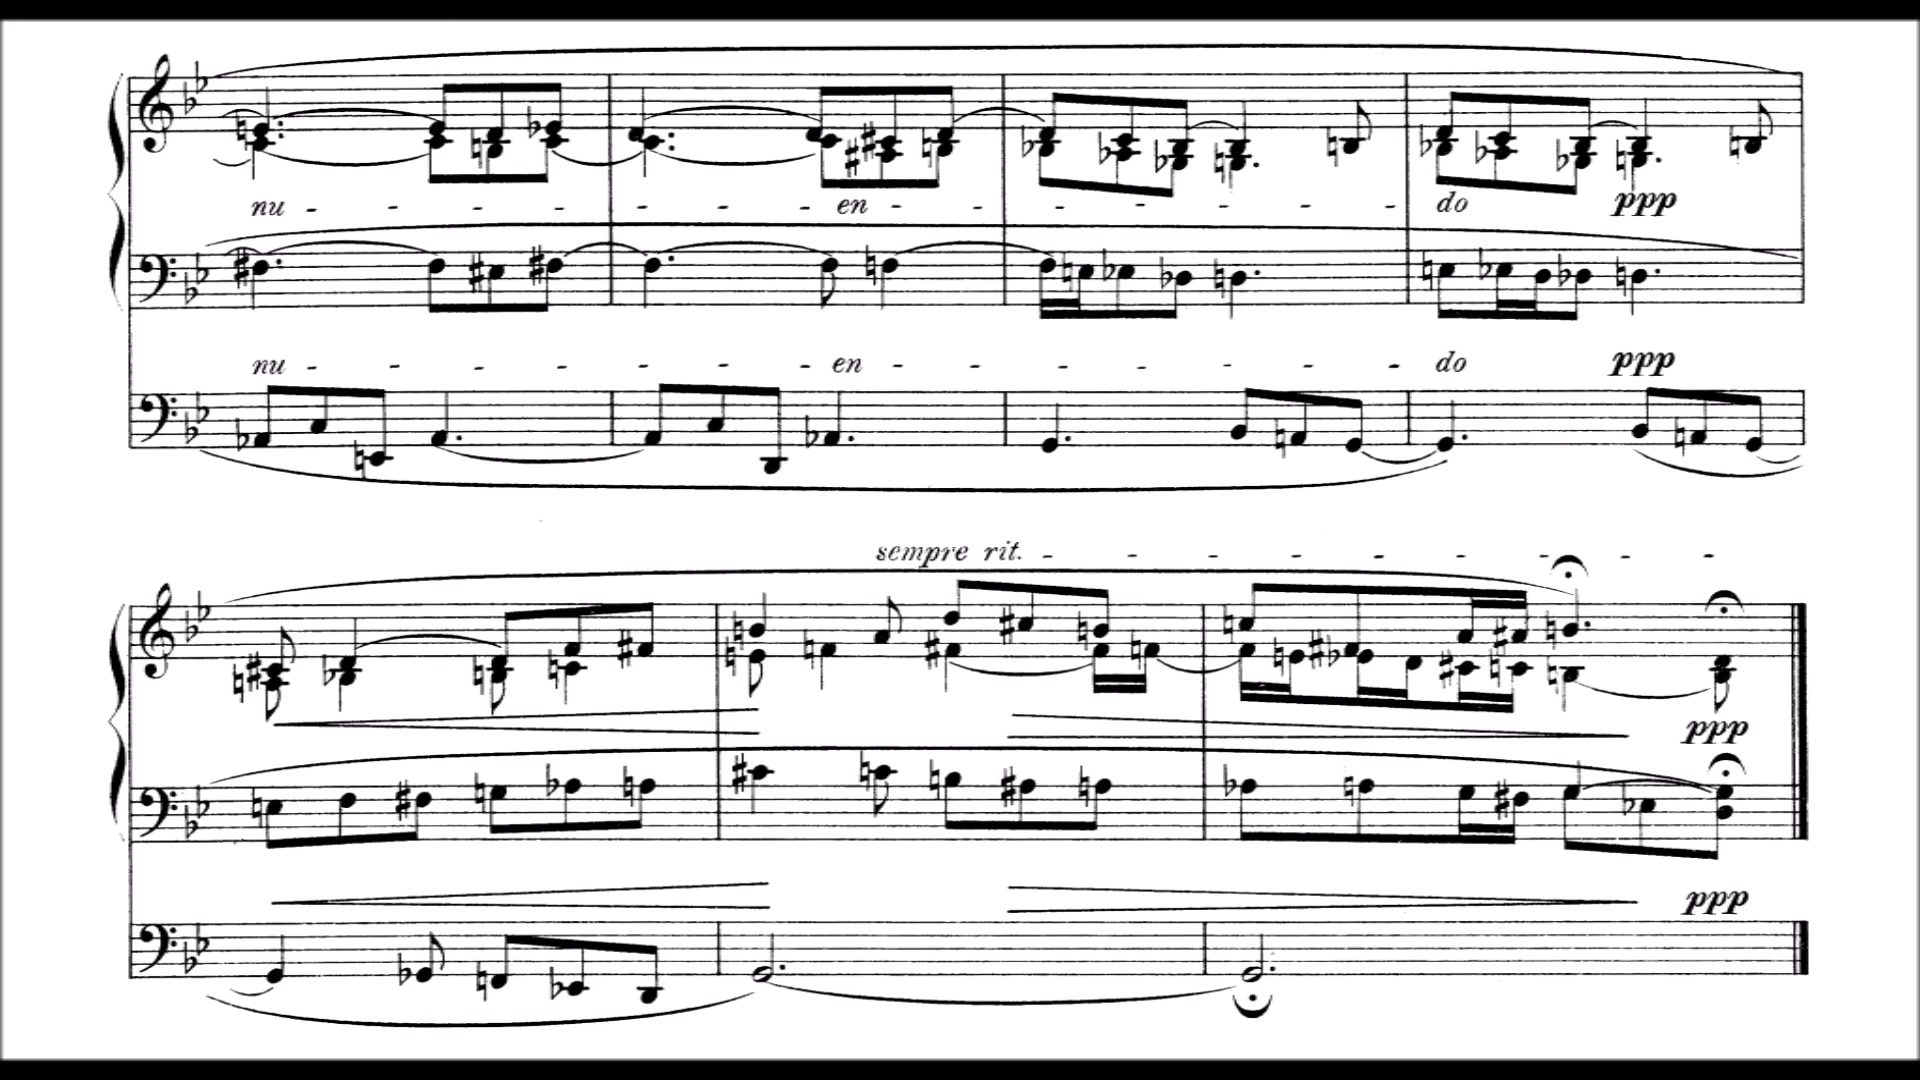 nu - - - - - - - en - - - - - - - do ppp
nu - - - - - - - en - - - - - - - do ppp
sempre rit. - - - - - - - - -
ppp
ppp